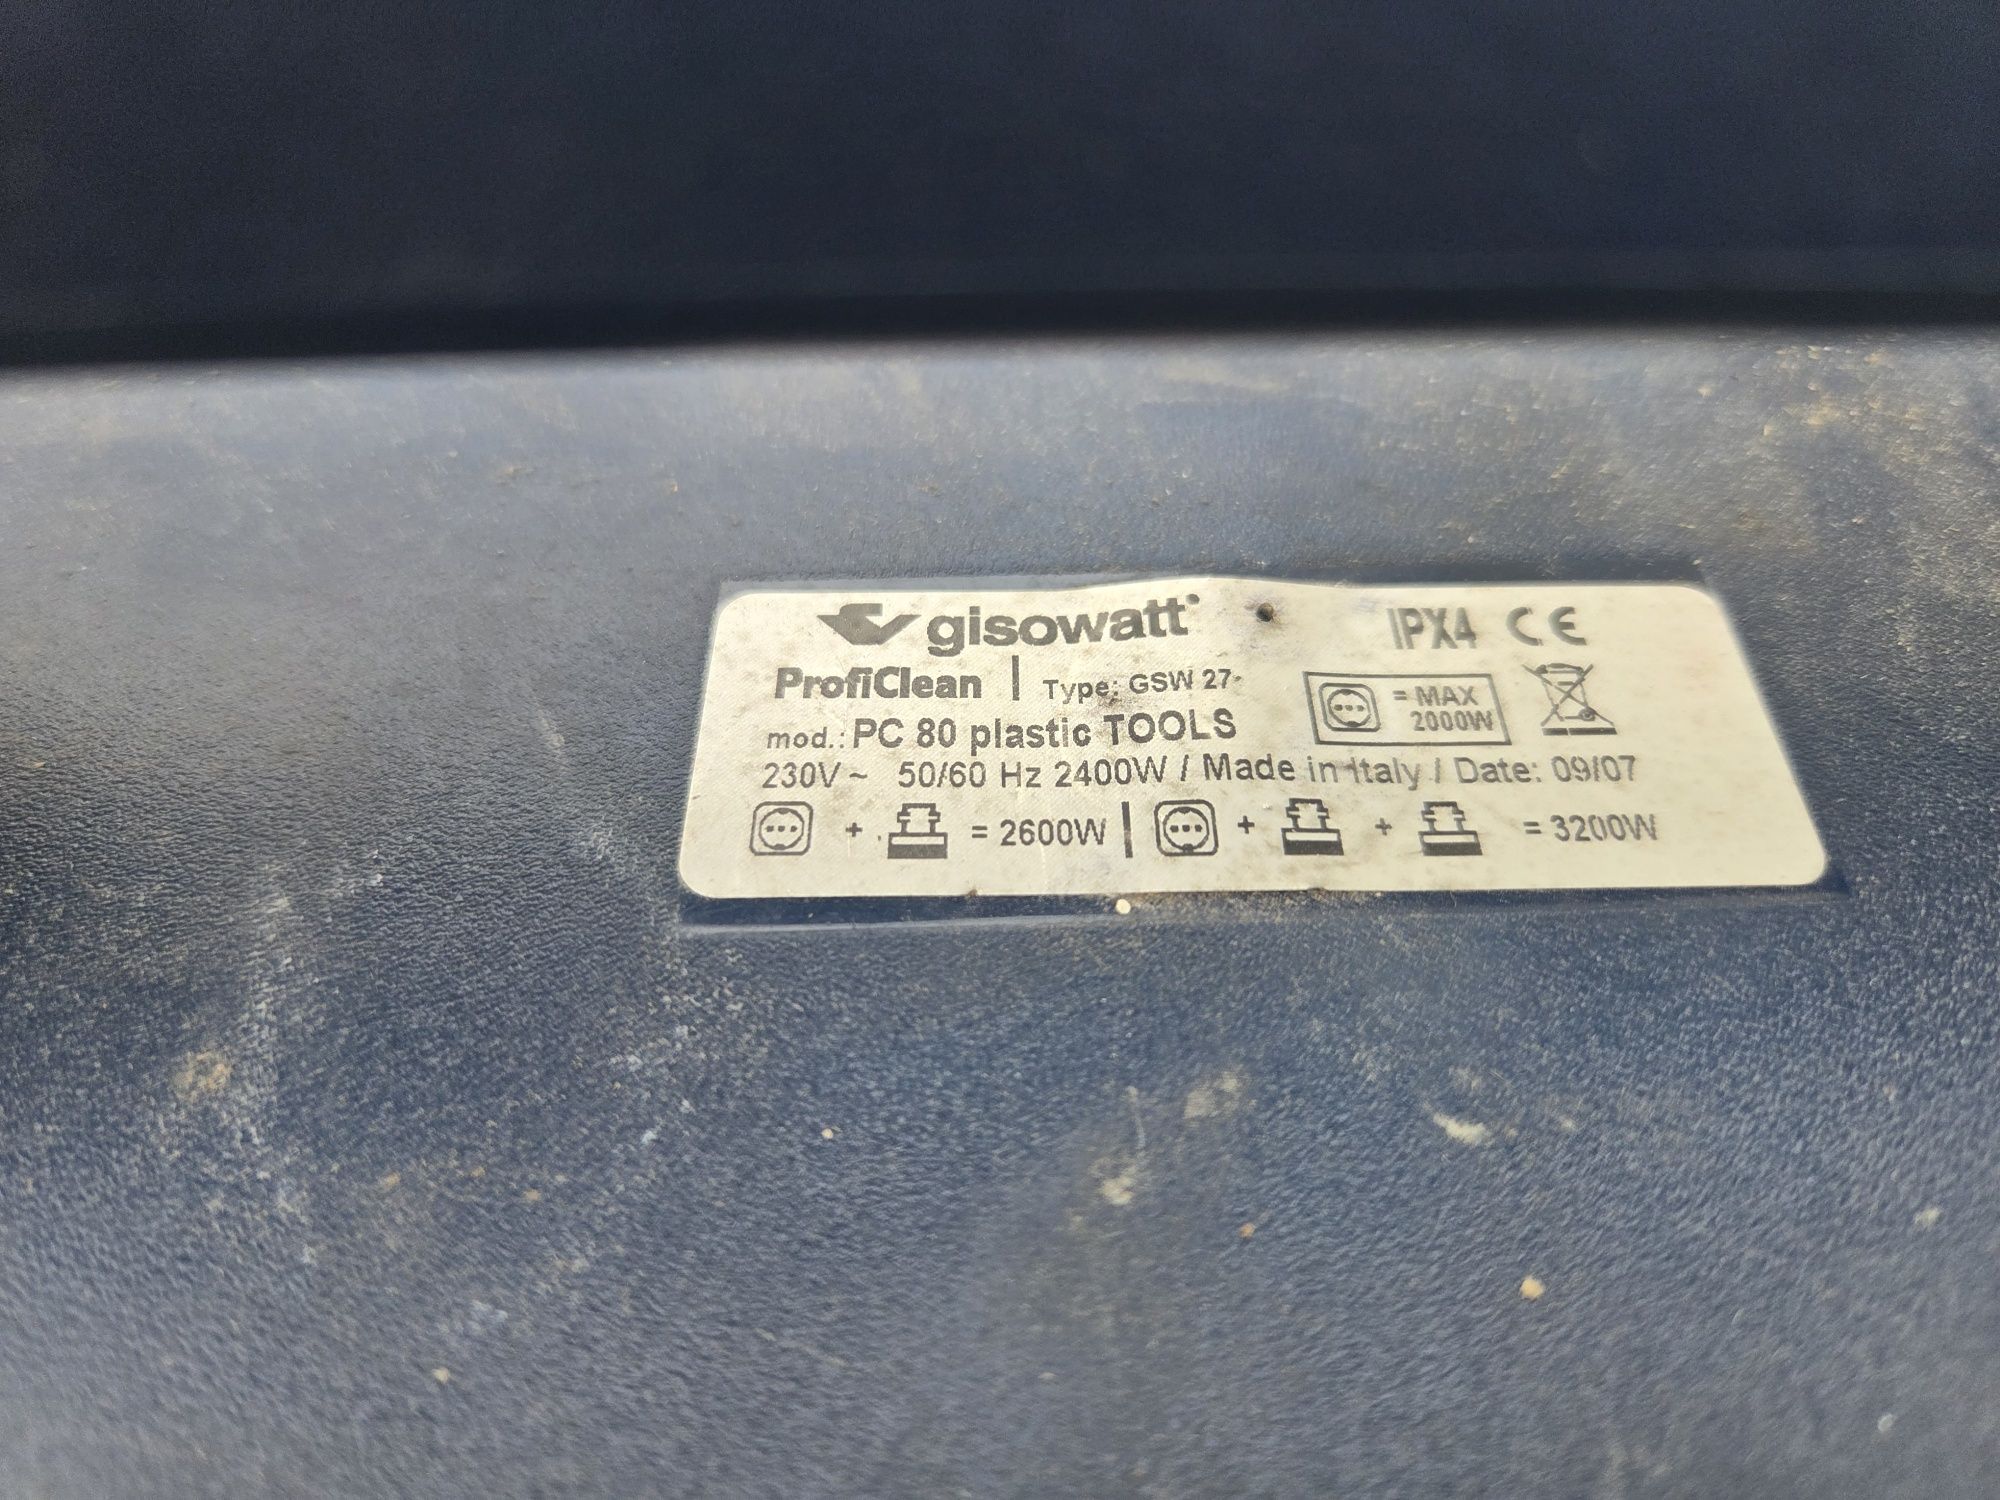 gisowatt
IPX4 CE
ProfiClean | Type: GSW 27-
= MAX 2000W
mod.: PC 80 plastic TOOLS
230V~ 50/60 Hz 2400W / Made in Italy / Date: 09/07
+ = 2600W | + + = 3200W